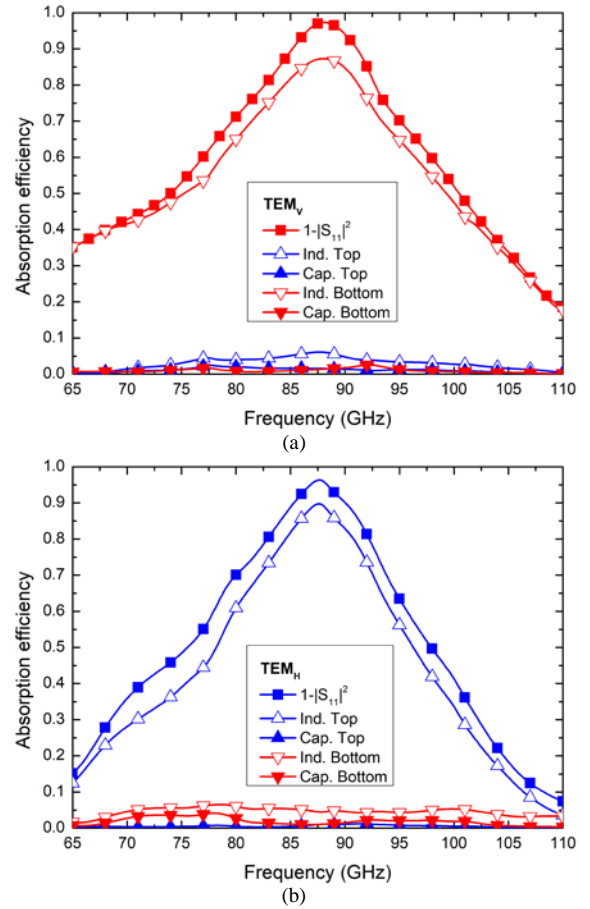 1.0
0.9
0.8
0.7
0.6
0.5
0.4
0.3
0.2
0.1
0.0
Absorption efficiency
TEM_V
1-|S_11|^2
Ind. Top
Cap. Top
Ind. Bottom
Cap. Bottom
65 70 75 80 85 90 95 100 105 110
Frequency (GHz)
(a)
1.0
0.9
0.8
0.7
0.6
0.5
0.4
0.3
0.2
0.1
0.0
Absorption efficiency
TEM_H
1-|S_11|^2
Ind. Top
Cap. Top
Ind. Bottom
Cap. Bottom
65 70 75 80 85 90 95 100 105 110
Frequency (GHz)
(b)